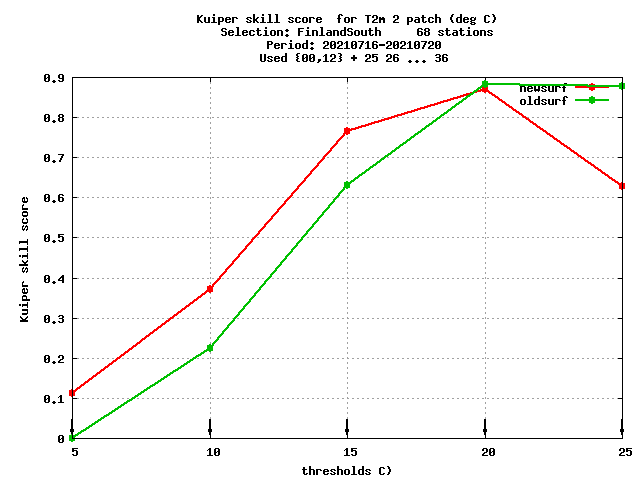 Kuiper skill score  for T2m 2 patch (deg C)
Selection: FinlandSouth     68 stations
Period: 20210716-20210720
Used {00,12} + 25 26 ... 36
newsurf
oldsurf
Kuiper skill score
0.9
0.8
0.7
0.6
0.5
0.4
0.3
0.2
0.1
0
5 10 15 20 25
thresholds C)